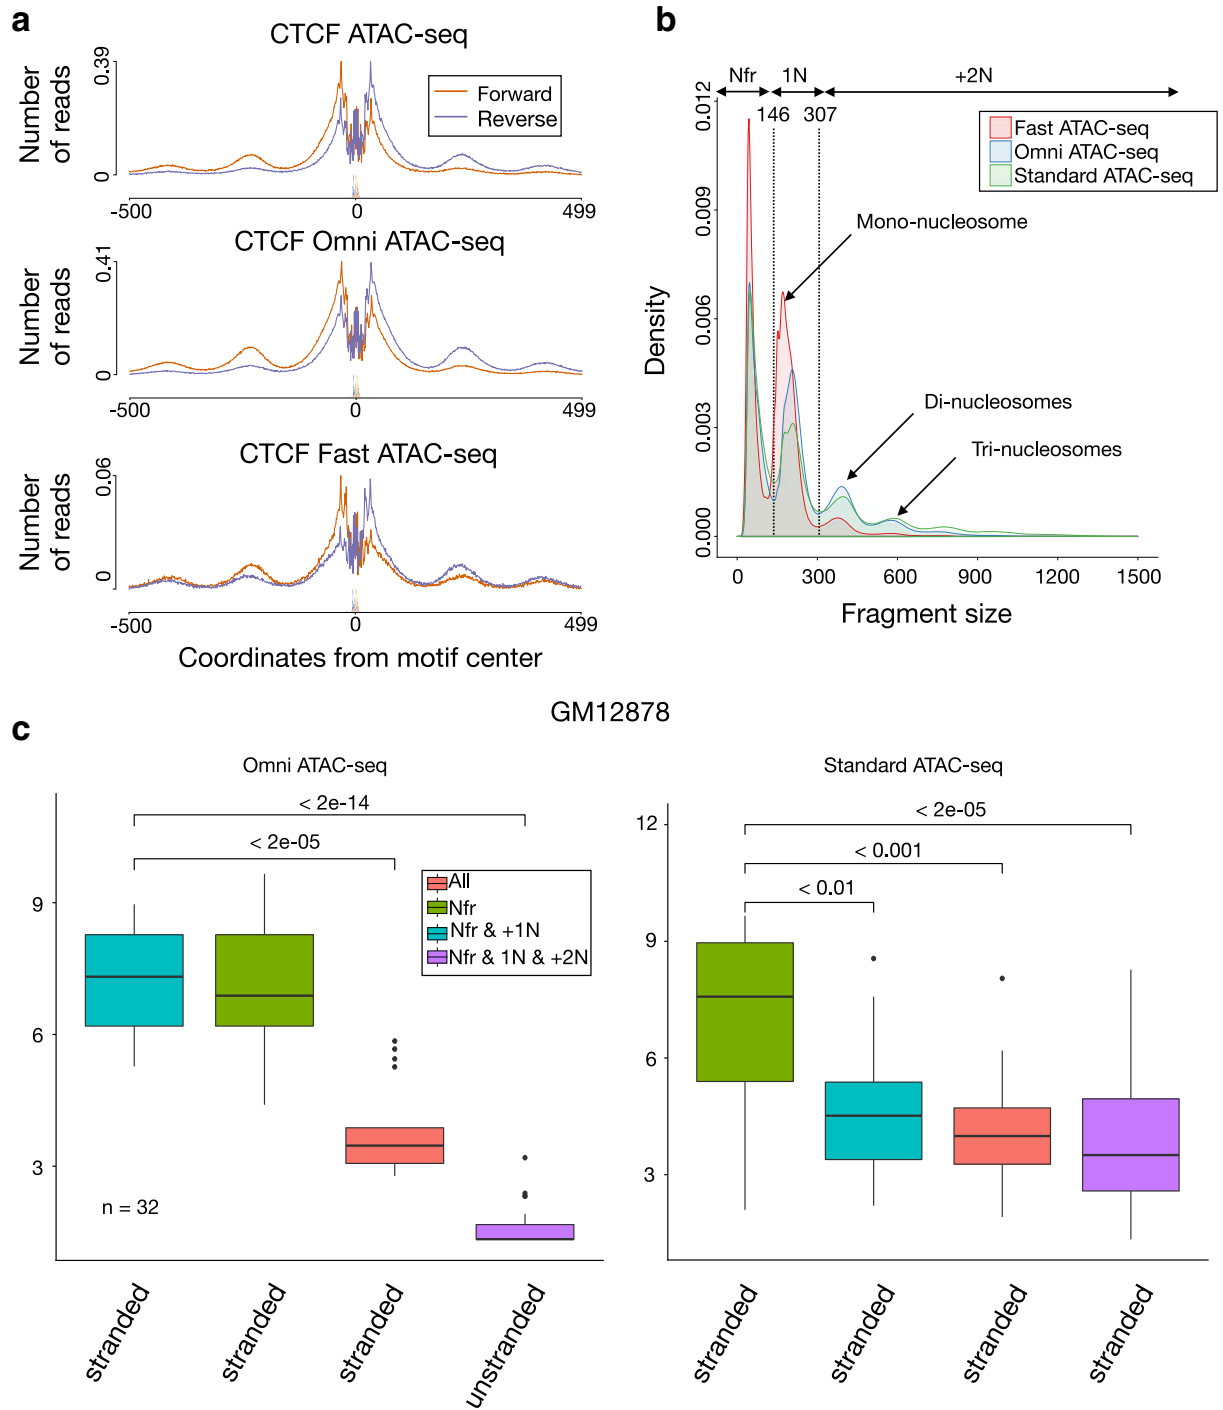 a
CTCF ATAC-seq
Number of reads
0.39
0
Forward
Reverse
-500
0
499
CTCF Omni ATAC-seq
Number of reads
0.41
0
-500
0
499
CTCF Fast ATAC-seq
Number of reads
0.06
0
-500
0
499
Coordinates from motif center
b
Nfr
1N
+2N
146
307
Fast ATAC-seq
Omni ATAC-seq
Standard ATAC-seq
Mono-nucleosome
Di-nucleosomes
Tri-nucleosomes
Density
0.012
0.009
0.006
0.003
0.000
0
300
600
900
1200
1500
Fragment size
GM12878
c
Omni ATAC-seq
< 2e-14
< 2e-05
All
Nfr
Nfr & +1N
Nfr & 1N & +2N
9
6
3
n = 32
stranded
stranded
stranded
unstranded
Standard ATAC-seq
< 2e-05
< 0.001
< 0.01
12
9
6
3
stranded
stranded
stranded
stranded